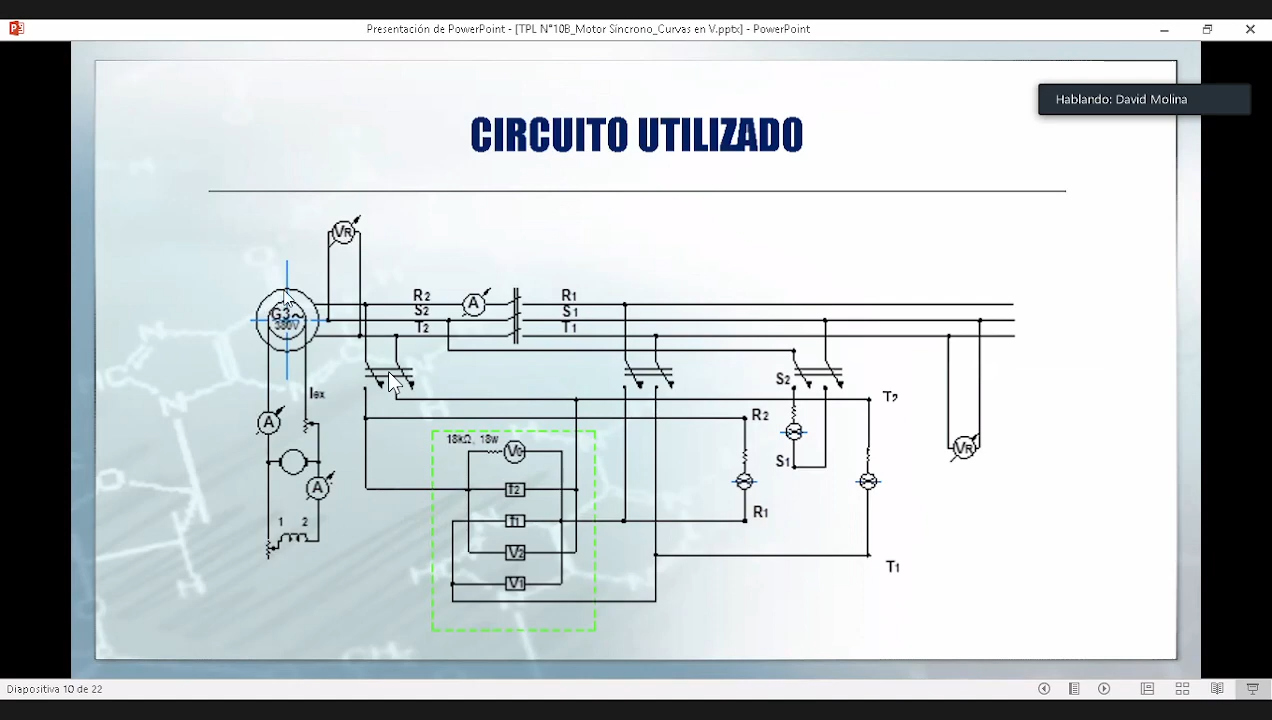 Presentación de PowerPoint - [TPL N°10B_Motor Síncrono_Curvas en V.pptx] - PowerPoint
Hablando: David Molina
CIRCUITO UTILIZADO
VR
R2
A
R1
S2
S1
T2
T1
G3~
380V
Iex
A
S2
T2
R2
18kΩ, 18w
V0
VR
S1
A
f2
R1
1 2
f1
V2
T1
V1
Diapositiva 10 de 22